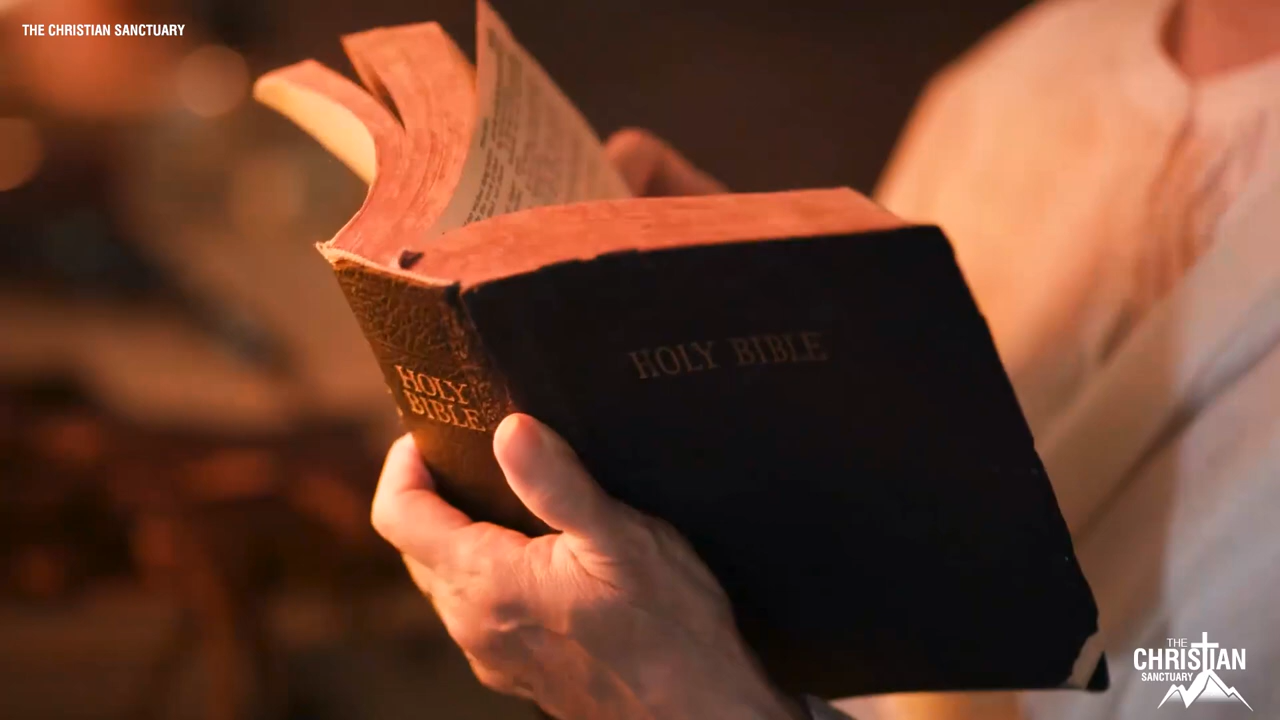 THE CHRISTIAN SANCTUARY
HOLY BIBLE
HOLY
BIBLE
THE
CHRISTIAN
SANCTUARY